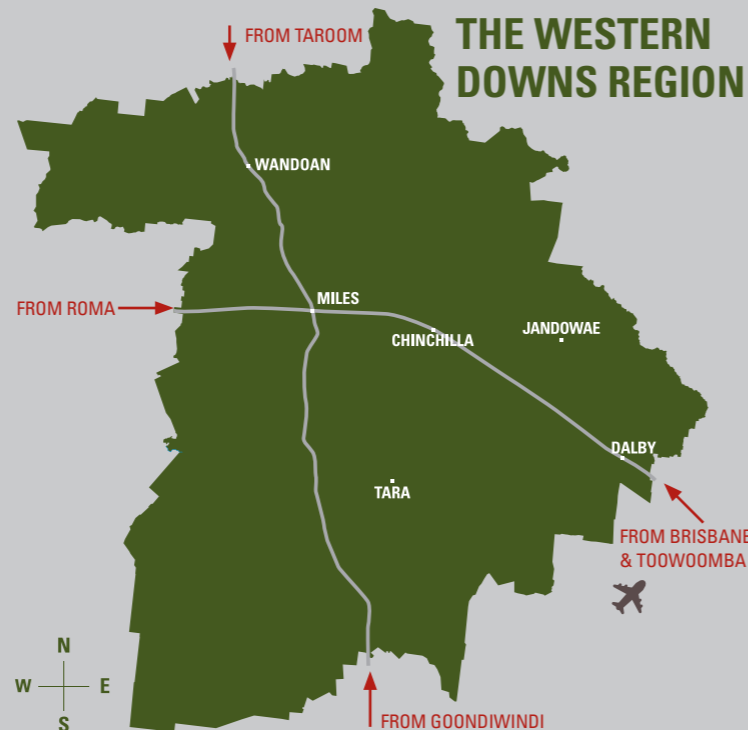 FROM TAROOM
THE WESTERN
DOWNS REGION
WANDOAN
FROM ROMA
MILES
CHINCHILLA
JANDOWAE
DALBY
TARA
FROM BRISBANE
& TOOWOOMBA
N
W E
S
FROM GOONDIWINDI